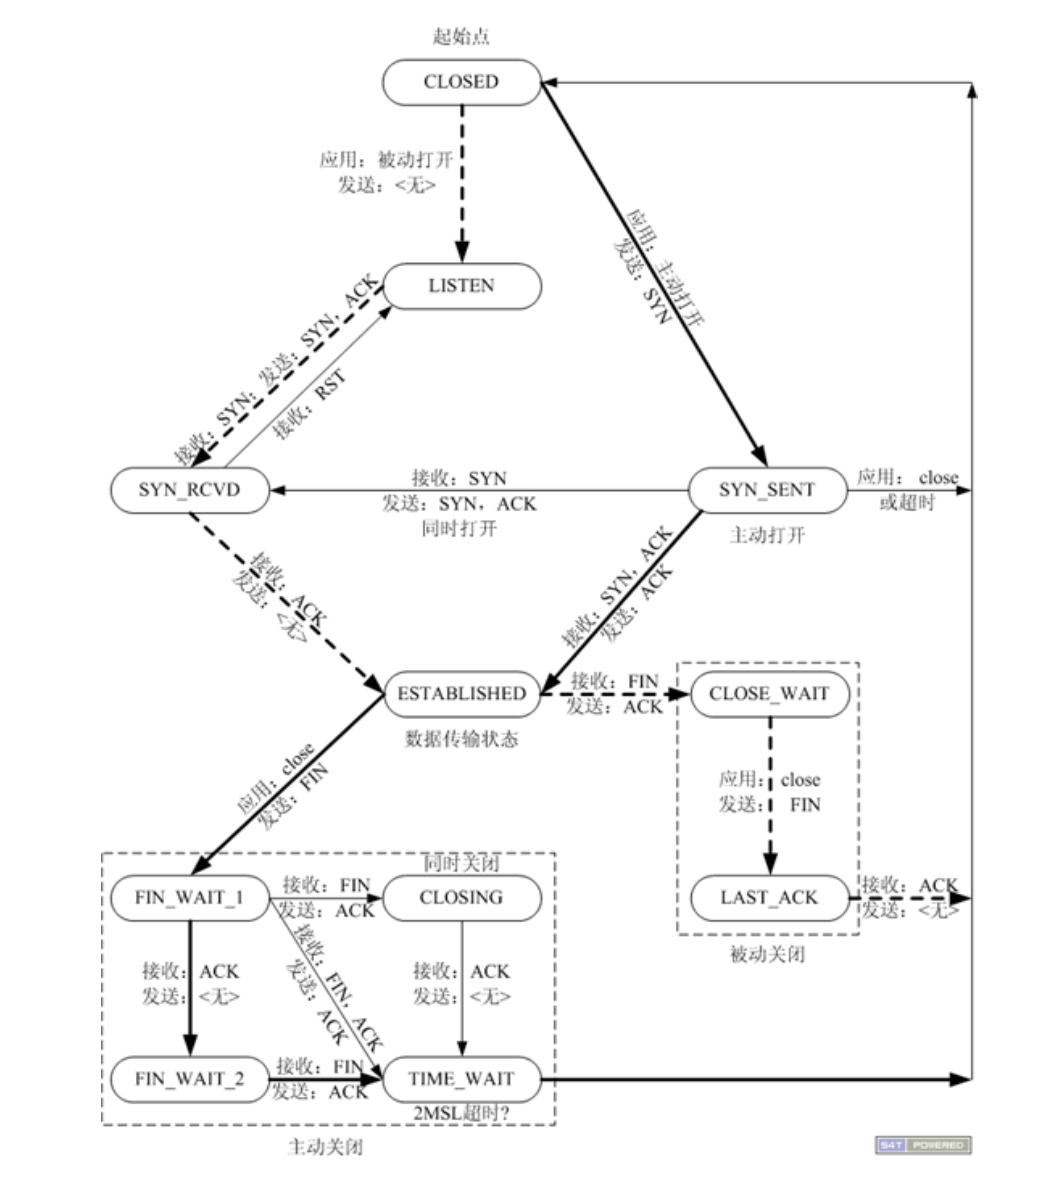 起始点
CLOSED
应用：被动打开
发送：<无>
应用：主动打开
发送：SYN
LISTEN
接收：SYN；发送：SYN，ACK
接收：RST
SYN_RCVD
接收：SYN
发送：SYN，ACK
同时打开
SYN_SENT
主动打开
应用： close
或超时
接收：ACK
发送：<无>
接收：SYN，ACK
发送：ACK
ESTABLISHED
数据传输状态
接收：FIN
发送：ACK
CLOSE_WAIT
应用：close
发送：FIN
应用： close
发送： FIN
同时关闭
FIN_WAIT_1
接收：FIN
发送：ACK
CLOSING
LAST_ACK
接收：ACK
发送：<无>
被动关闭
接收：ACK
发送：<无>
接收：FIN，ACK
发送：ACK
接收：ACK
发送：<无>
FIN_WAIT_2
接收：FIN
发送：ACK
TIME_WAIT
2MSL超时？
主动关闭
S4T POWERED